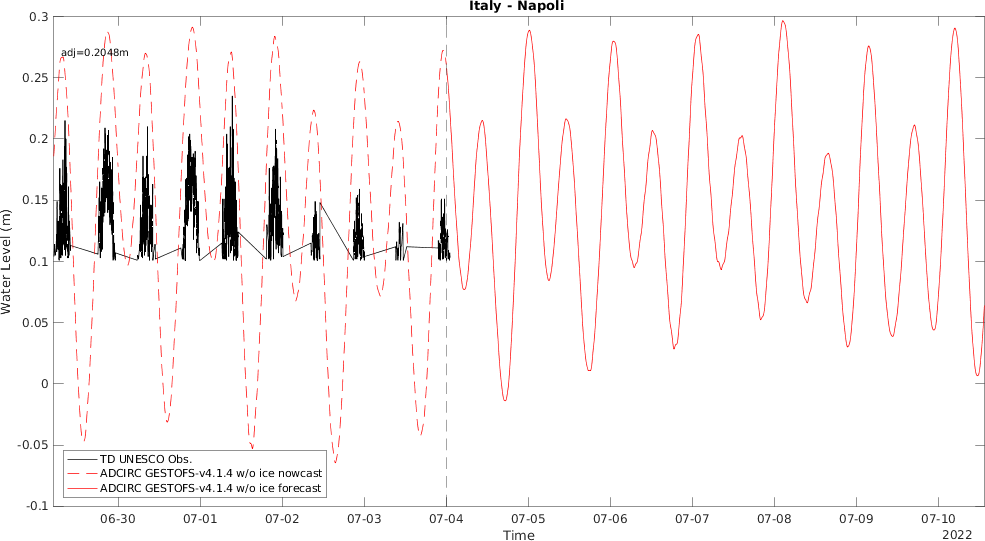 Italy - Napoli
adj=0.2048m
0.3
0.25
0.2
0.15
0.1
0.05
0
-0.05
-0.1
Water Level (m)
TD UNESCO Obs.
ADCIRC GESTOFS-v4.1.4 w/o ice nowcast
ADCIRC GESTOFS-v4.1.4 w/o ice forecast
06-30 07-01 07-02 07-03 07-04 07-05 07-06 07-07 07-08 07-09 07-10
Time
2022